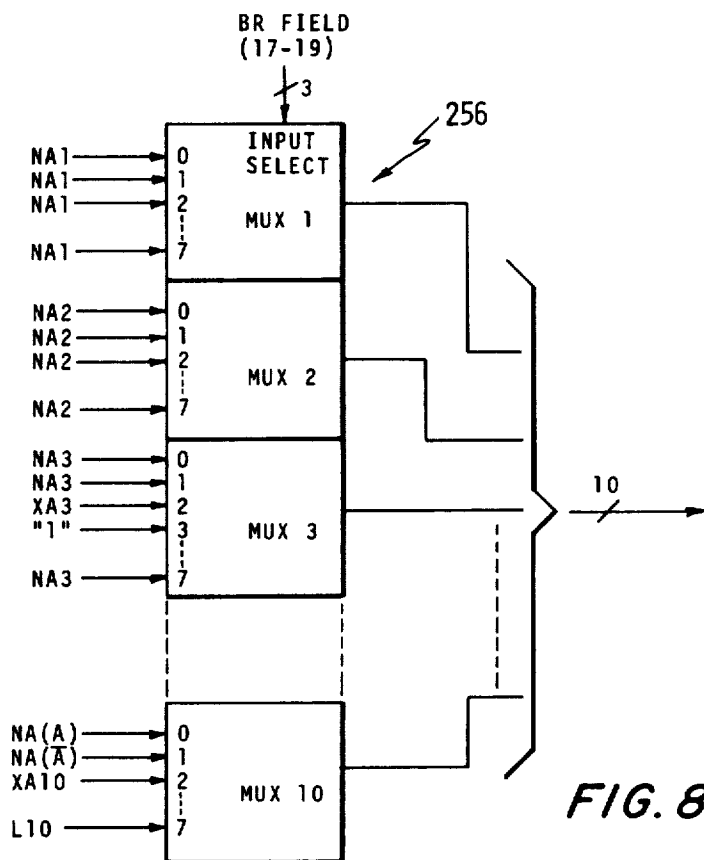 BR FIELD
(17-19)
3
256
INPUT
SELECT
NA1 0
NA1 1
NA1 2
MUX 1
NA1 7
NA2 0
NA2 1
NA2 2
MUX 2
NA2 7
NA3 0
NA3 1
XA3 2
"1" 3
MUX 3
NA3 7
10
NA(A) 0
NA(A̅) 1
XA10 2
MUX 10
L10 7
FIG. 8